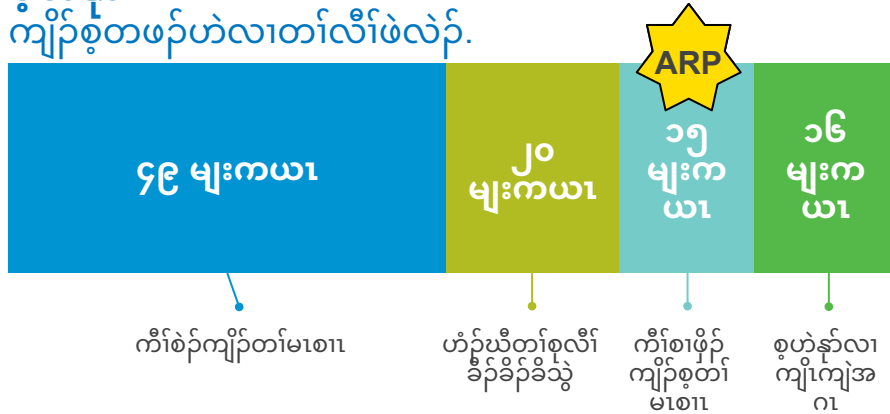 ကျိၣ်စ့တဖၣ်ဟဲလၢတၢ်လီၢ်ဖဲလဲၣ်.
ARP
၄၉ မျးကယၤ
၂၀
မျးကယၤ
၁၅
မျးက
ယၤ
၁၆
မျးက
ယၤ
ကီၢ်စဲၣ်ကျိၣ်တၢ်မၤစၢၤ
ဟံၣ်ဃီတၢ်စုလီၢ်
ခီၣ်ခိၣ်ခိသွဲ
ကီၢ်စၢဖှိၣ်
ကျိၣ်စ့တၢ်
မၤစၢၤ
စ့ဟဲနုာ်လၢ
ကျိၤကျဲအ
ဂၤ